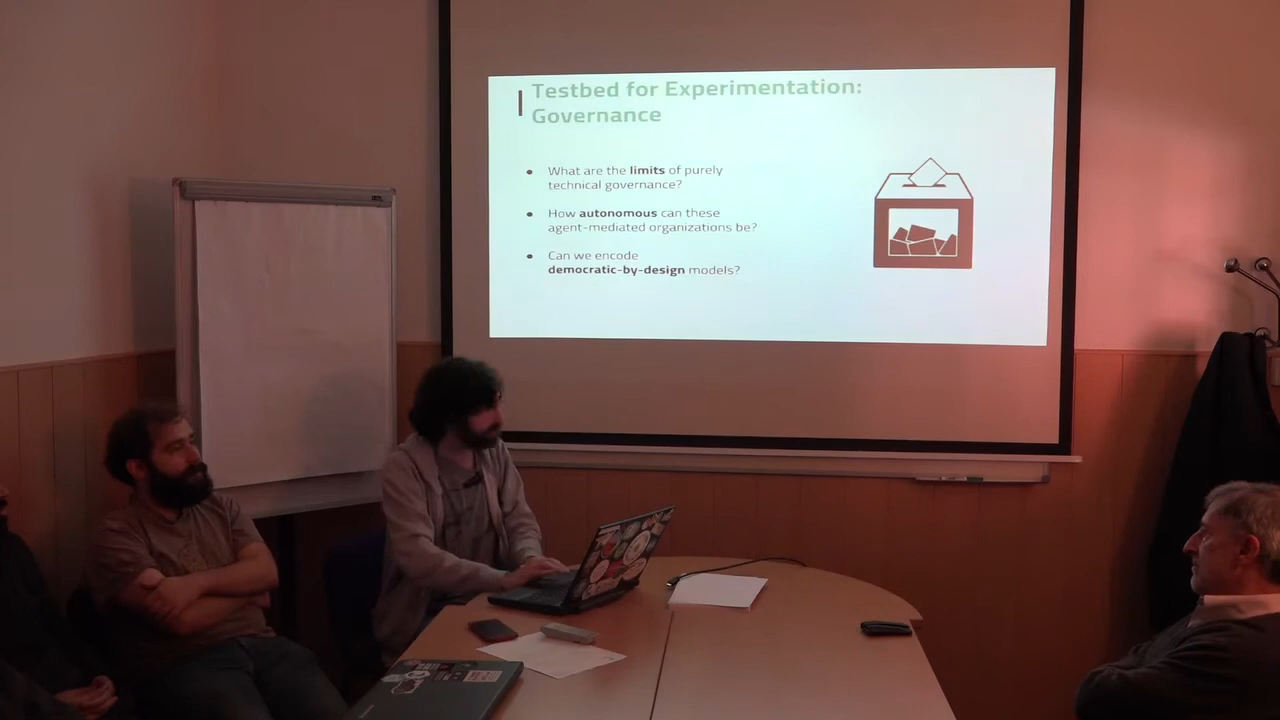 Testbed for Experimentation:
Governance
● What are the limits of purely
technical governance?
● How autonomous can these
agent-mediated organizations be?
● Can we encode
democratic-by-design models?